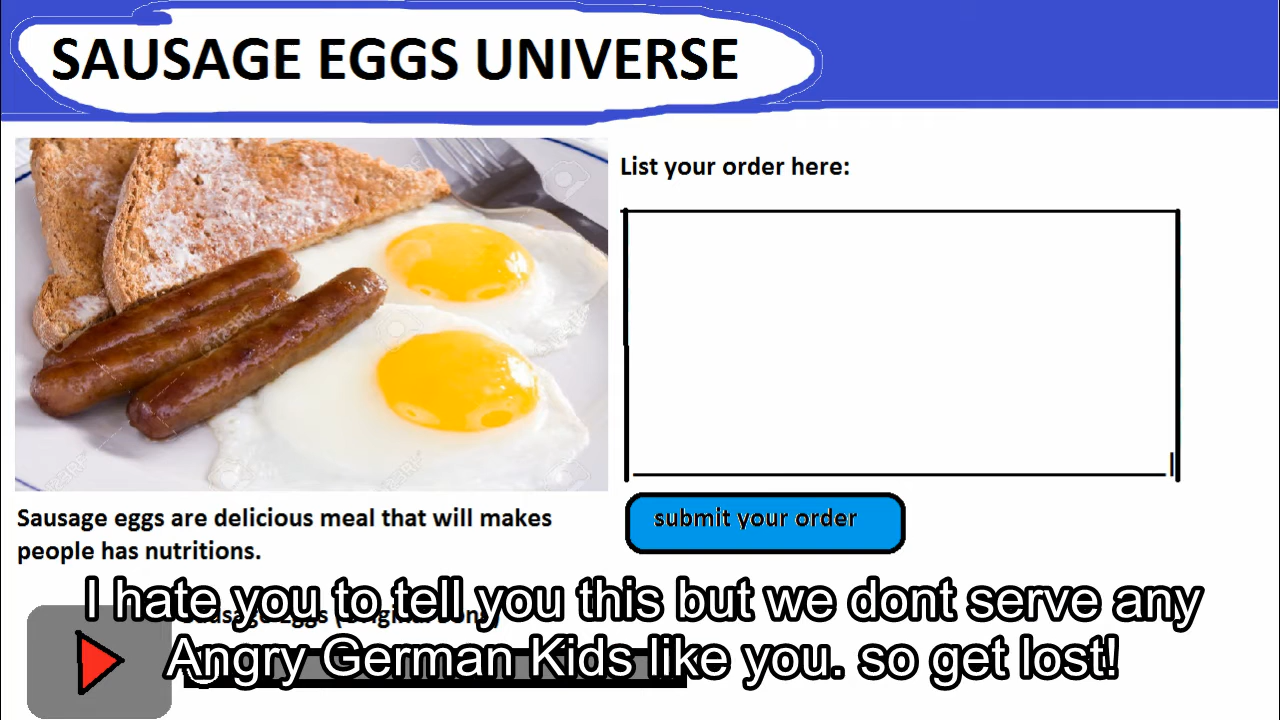 SAUSAGE EGGS UNIVERSE
List your order here:
submit your order
Sausage eggs are delicious meal that will makes
people has nutritions.
I hate you to tell you this but we dont serve any
Angry German Kids like you. so get lost!